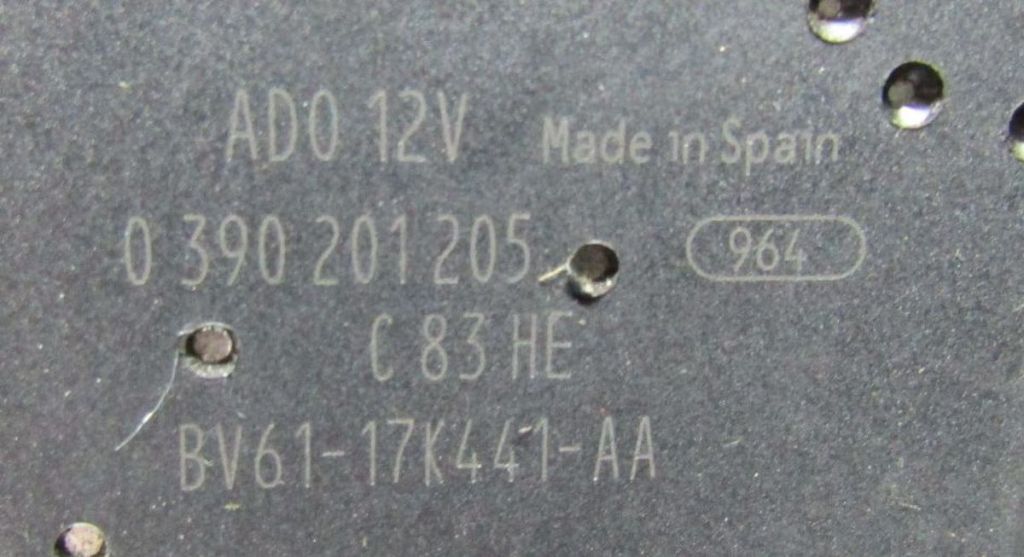 ADO 12V Made in Spain
0 390 201 205 964
C 83 HE
BV61-17K441-AA